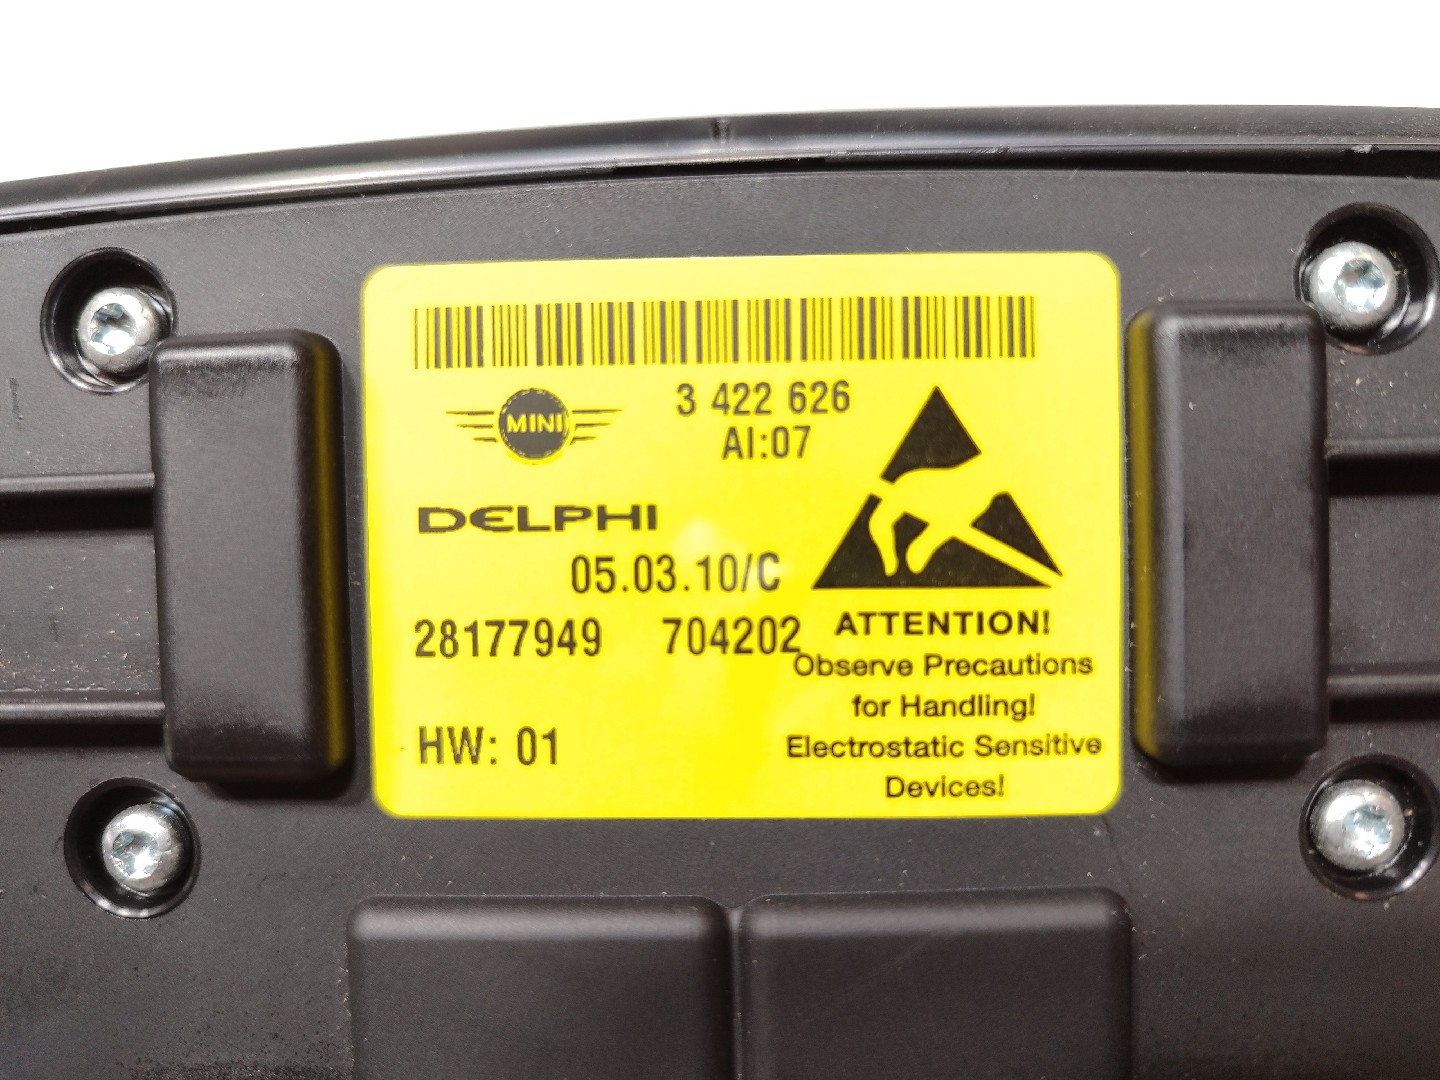 3 422 626
MINI
AI:07
DELPHI
05.03.10/C
28177949 704202
HW: 01
ATTENTION!
Observe Precautions
for Handling!
Electrostatic Sensitive
Devices!